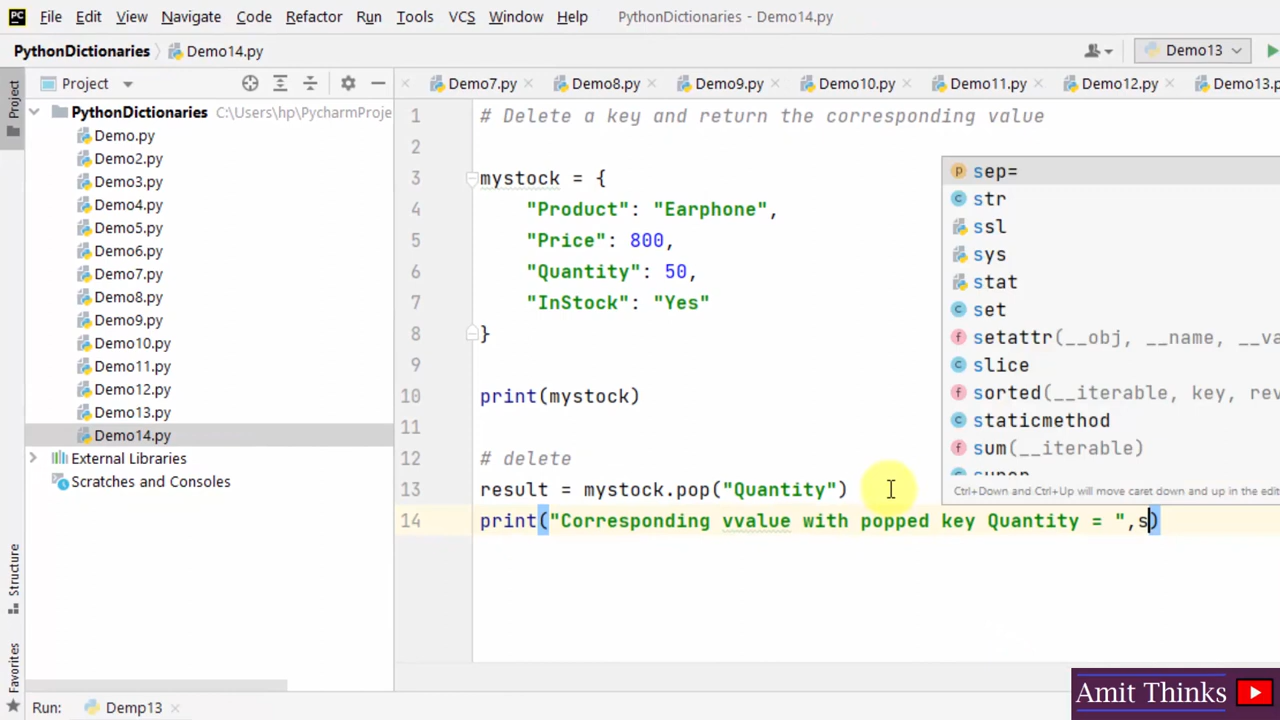 PC File Edit View Navigate Code Refactor Run Tools VCS Window Help PythonDictionaries - Demo14.py
PythonDictionaries Demo14.py Demo13
Project Demo7.py Demo8.py Demo9.py Demo10.py Demo11.py Demo12.py Demo13.p
Project
PythonDictionaries C:\Users\hp\PycharmProje
Demo.py
Demo2.py
Demo3.py
Demo4.py
Demo5.py
Demo6.py
Demo7.py
Demo8.py
Demo9.py
Demo10.py
Demo11.py
Demo12.py
Demo13.py
Demo14.py
External Libraries
Scratches and Consoles
1 # Delete a key and return the corresponding value
2
3 mystock = {
4 "Product": "Earphone",
5 "Price": 800,
6 "Quantity": 50,
7 "InStock": "Yes"
8 }
9
10 print(mystock)
11
12 # delete
13 result = mystock.pop("Quantity")
14 print("Corresponding vvalue with popped key Quantity = ",s)
p sep=
c str
ssl
sys
stat
c set
f setattr(__obj, __name, __va
c slice
f sorted(__iterable, key, rev
c staticmethod
f sum(__iterable)
c super
Ctrl+Down and Ctrl+Up will move caret down and up in the edit
Structure
Favorites
Run: Demp13
Amit Thinks